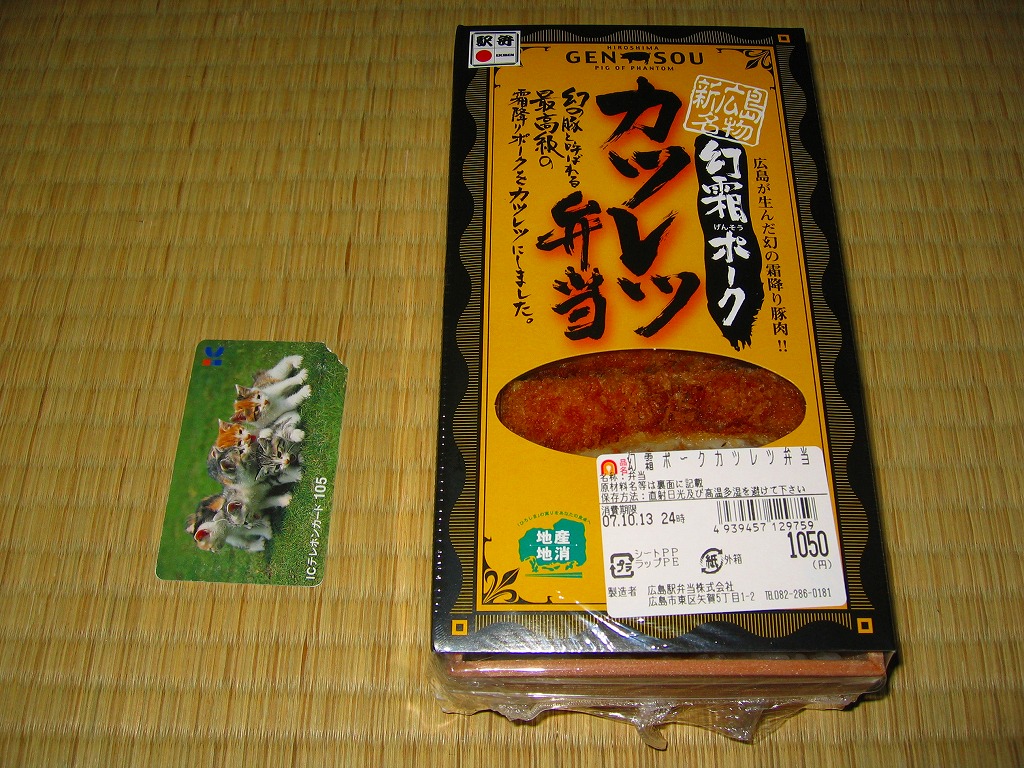 駅弁
EKIBEN
HIROSHIMA
GENSOU
PIG OF PHANTOM
広島
新名物
幻霜ポーク
げんそう
広島が生んだ幻の霜降り豚肉!!
カツレツ
弁当
幻の豚と呼ばれる
最高級の
霜降りポークをカツレツにしました。
地産
地消
品名
幻霜ポークカツレツ弁当
名称：弁当
原材料名等は裏面に記載
保存方法：直射日光及び高温多湿を避けて下さい
消費期限
07.10.13 24時
4 939457 129759
1050
(円)
プラ
シートPP
ラップPE
紙
外箱
製造者 広島駅弁当株式会社
広島市東区矢賀5丁目1-2 TEL082-286-0181
ICテレホンカード 105